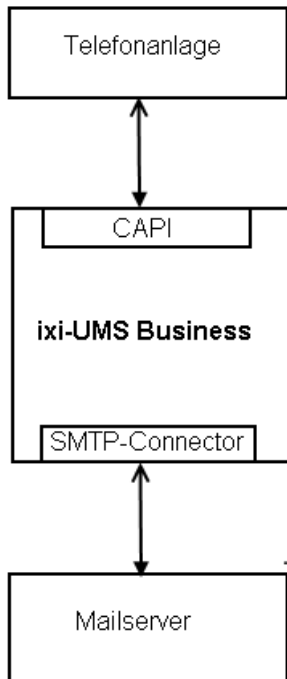 Telefonanlage
CAPI
ixi-UMS Business
SMTP-Connector
Mailserver